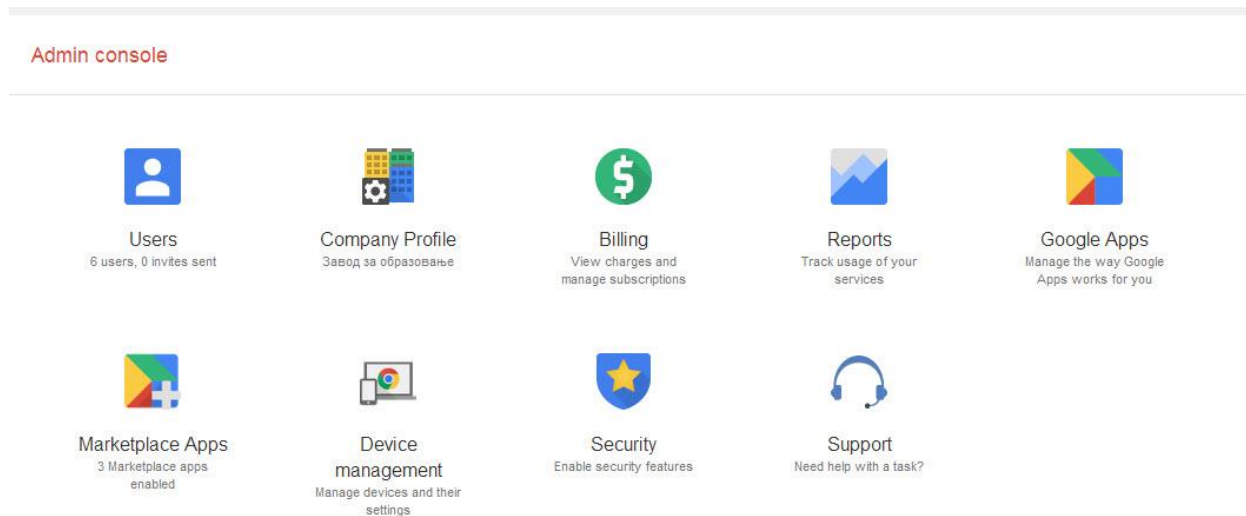 Admin console
Users
6 users, 0 invites sent
Company Profile
Завод за образование
Billing
View charges and
manage subscriptions
Reports
Track usage of your
services
Google Apps
Manage the way Google
Apps works for you
Marketplace Apps
3 Marketplace apps
enabled
Device
management
Manage devices and their
settings
Security
Enable security features
Support
Need help with a task?